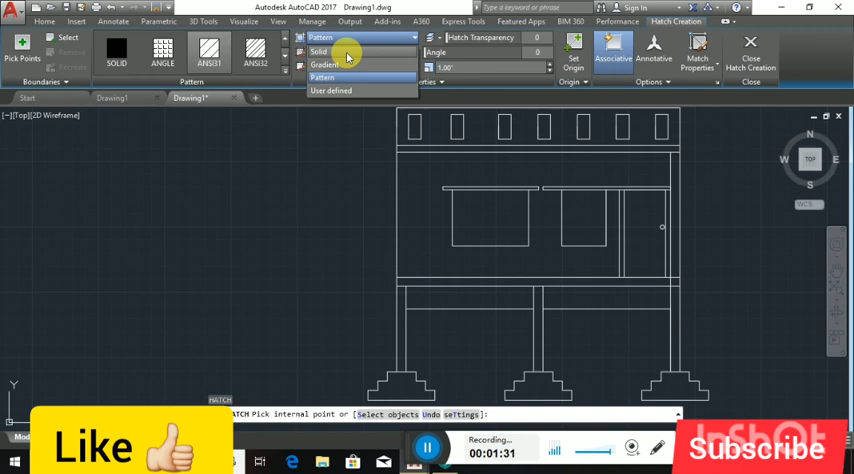 Autodesk AutoCAD 2017 Drawing1.dwg
Type a keyword or phrase
Sign In
Home Insert Annotate Parametric 3D Tools Visualize View Manage Output Add-ins A360 Express Tools Featured Apps BIM 360 Performance Hatch Creation
Pick Points
Select
Remove
Recreate
SOLID
ANGLE
ANSI31
ANSI32
Pattern
Solid
Gradient
Pattern
User defined
Hatch Transparency 0
Angle 0
1.00"
Set Origin
Associative
Annotative
Match Properties
Close Hatch Creation
Boundaries
Pattern
Origin
Options
Close
Start
Drawing1
Drawing1*
[−][Top][2D Wireframe]
N
W
TOP
E
S
WCS
Y
HATCH
HATCH Pick internal point or [Select objects Undo seTtings]:
Like
Recording...
00:01:31
InShOt
Subscribe